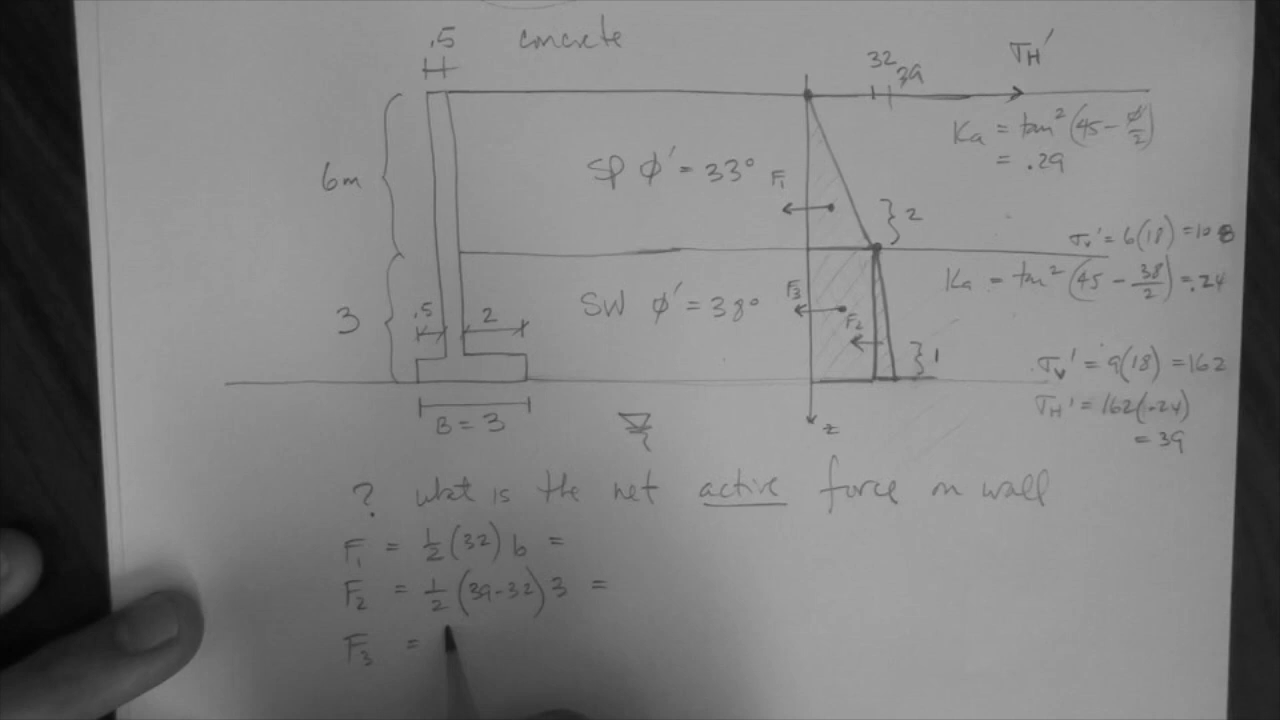 .5 concrete
32 39 σH'
Ka = tan² (45 - φ'/2)
= .29
6m SP φ' = 33° F₁
} 2
σv' = 6(18) = 108
Ka = tan² (45 - 38/2) = .24
3 .5 2 SW φ' = 38° F₃
F₂
} 1
σv' = 9(18) = 162
σH' = 162(.24)
= 39
B = 3 z
? what is the net active force on wall
F₁ = ½(32) 6 =
F₂ = ½(39-32) 3 =
F₃ =